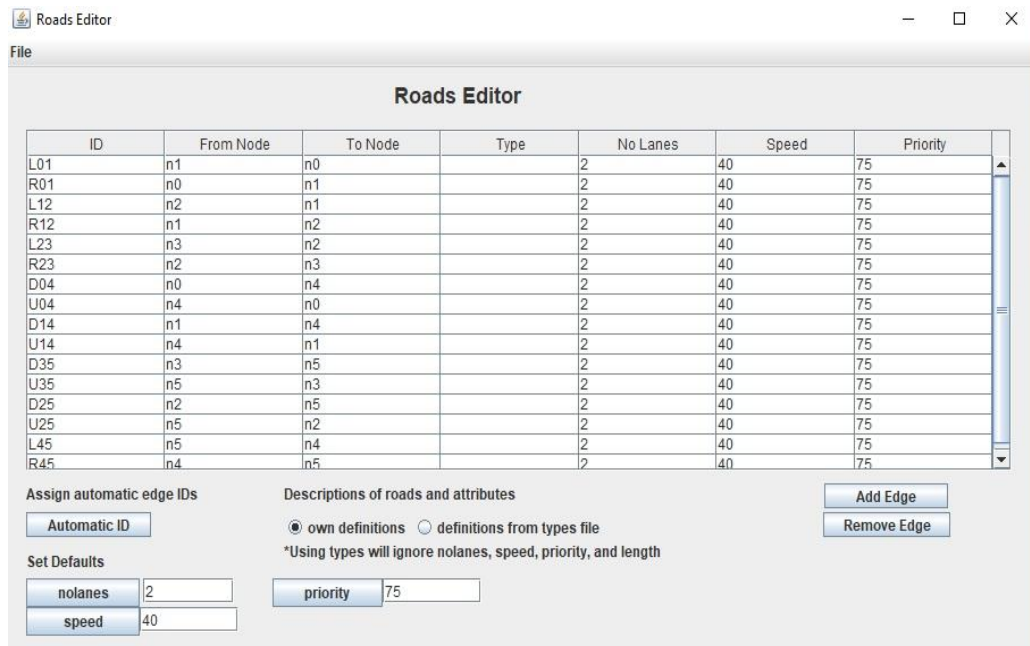 Roads Editor
File
Roads Editor
ID From Node To Node Type No Lanes Speed Priority
L01 n1 n0 2 40 75
R01 n0 n1 2 40 75
L12 n2 n1 2 40 75
R12 n1 n2 2 40 75
L23 n3 n2 2 40 75
R23 n2 n3 2 40 75
D04 n0 n4 2 40 75
U04 n4 n0 2 40 75
D14 n1 n4 2 40 75
U14 n4 n1 2 40 75
D35 n3 n5 2 40 75
U35 n5 n3 2 40 75
D25 n2 n5 2 40 75
U25 n5 n2 2 40 75
L45 n5 n4 2 40 75
R45 n4 n5 2 40 75
Assign automatic edge IDs Descriptions of roads and attributes Add Edge
Automatic ID own definitions definitions from types file Remove Edge
*Using types will ignore nolanes, speed, priority, and length
Set Defaults
nolanes 2 priority 75
speed 40